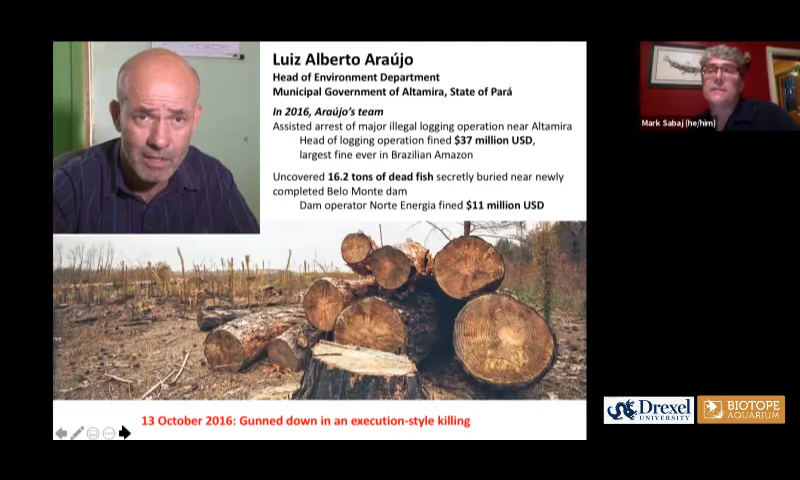 Luiz Alberto Araújo
Head of Environment Department
Municipal Government of Altamira, State of Pará
In 2016, Araújo's team
Assisted arrest of major illegal logging operation near Altamira
Head of logging operation fined $37 million USD,
largest fine ever in Brazilian Amazon
Uncovered 16.2 tons of dead fish secretly buried near newly
completed Belo Monte dam
Dam operator Norte Energia fined $11 million USD
13 October 2016: Gunned down in an execution-style killing
Mark Sabaj (he/him)
Drexel
UNIVERSITY
BIOTOPE
AQUARIUM